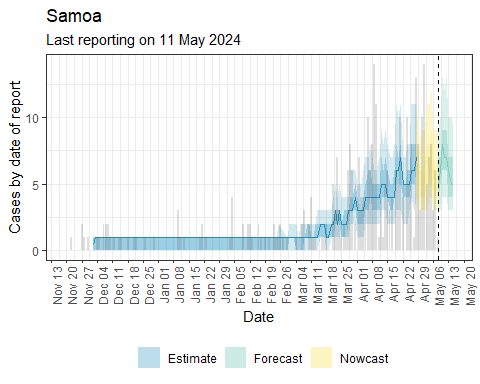 Samoa
Last reporting on 11 May 2024
Cases by date of report
10
5
0
Nov 13
Nov 20
Nov 27
Dec 04
Dec 11
Dec 18
Dec 25
Jan 01
Jan 08
Jan 15
Jan 22
Jan 29
Feb 05
Feb 12
Feb 19
Feb 26
Mar 04
Mar 11
Mar 18
Mar 25
Apr 01
Apr 08
Apr 15
Apr 22
Apr 29
May 06
May 13
May 20
Date
Estimate Forecast Nowcast